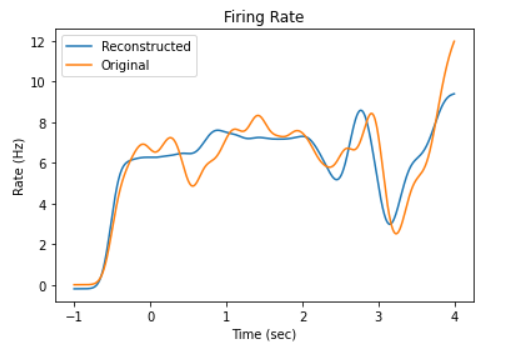 Firing Rate
Reconstructed
Original
12
10
8
6
4
2
0
Rate (Hz)
−1 0 1 2 3 4
Time (sec)